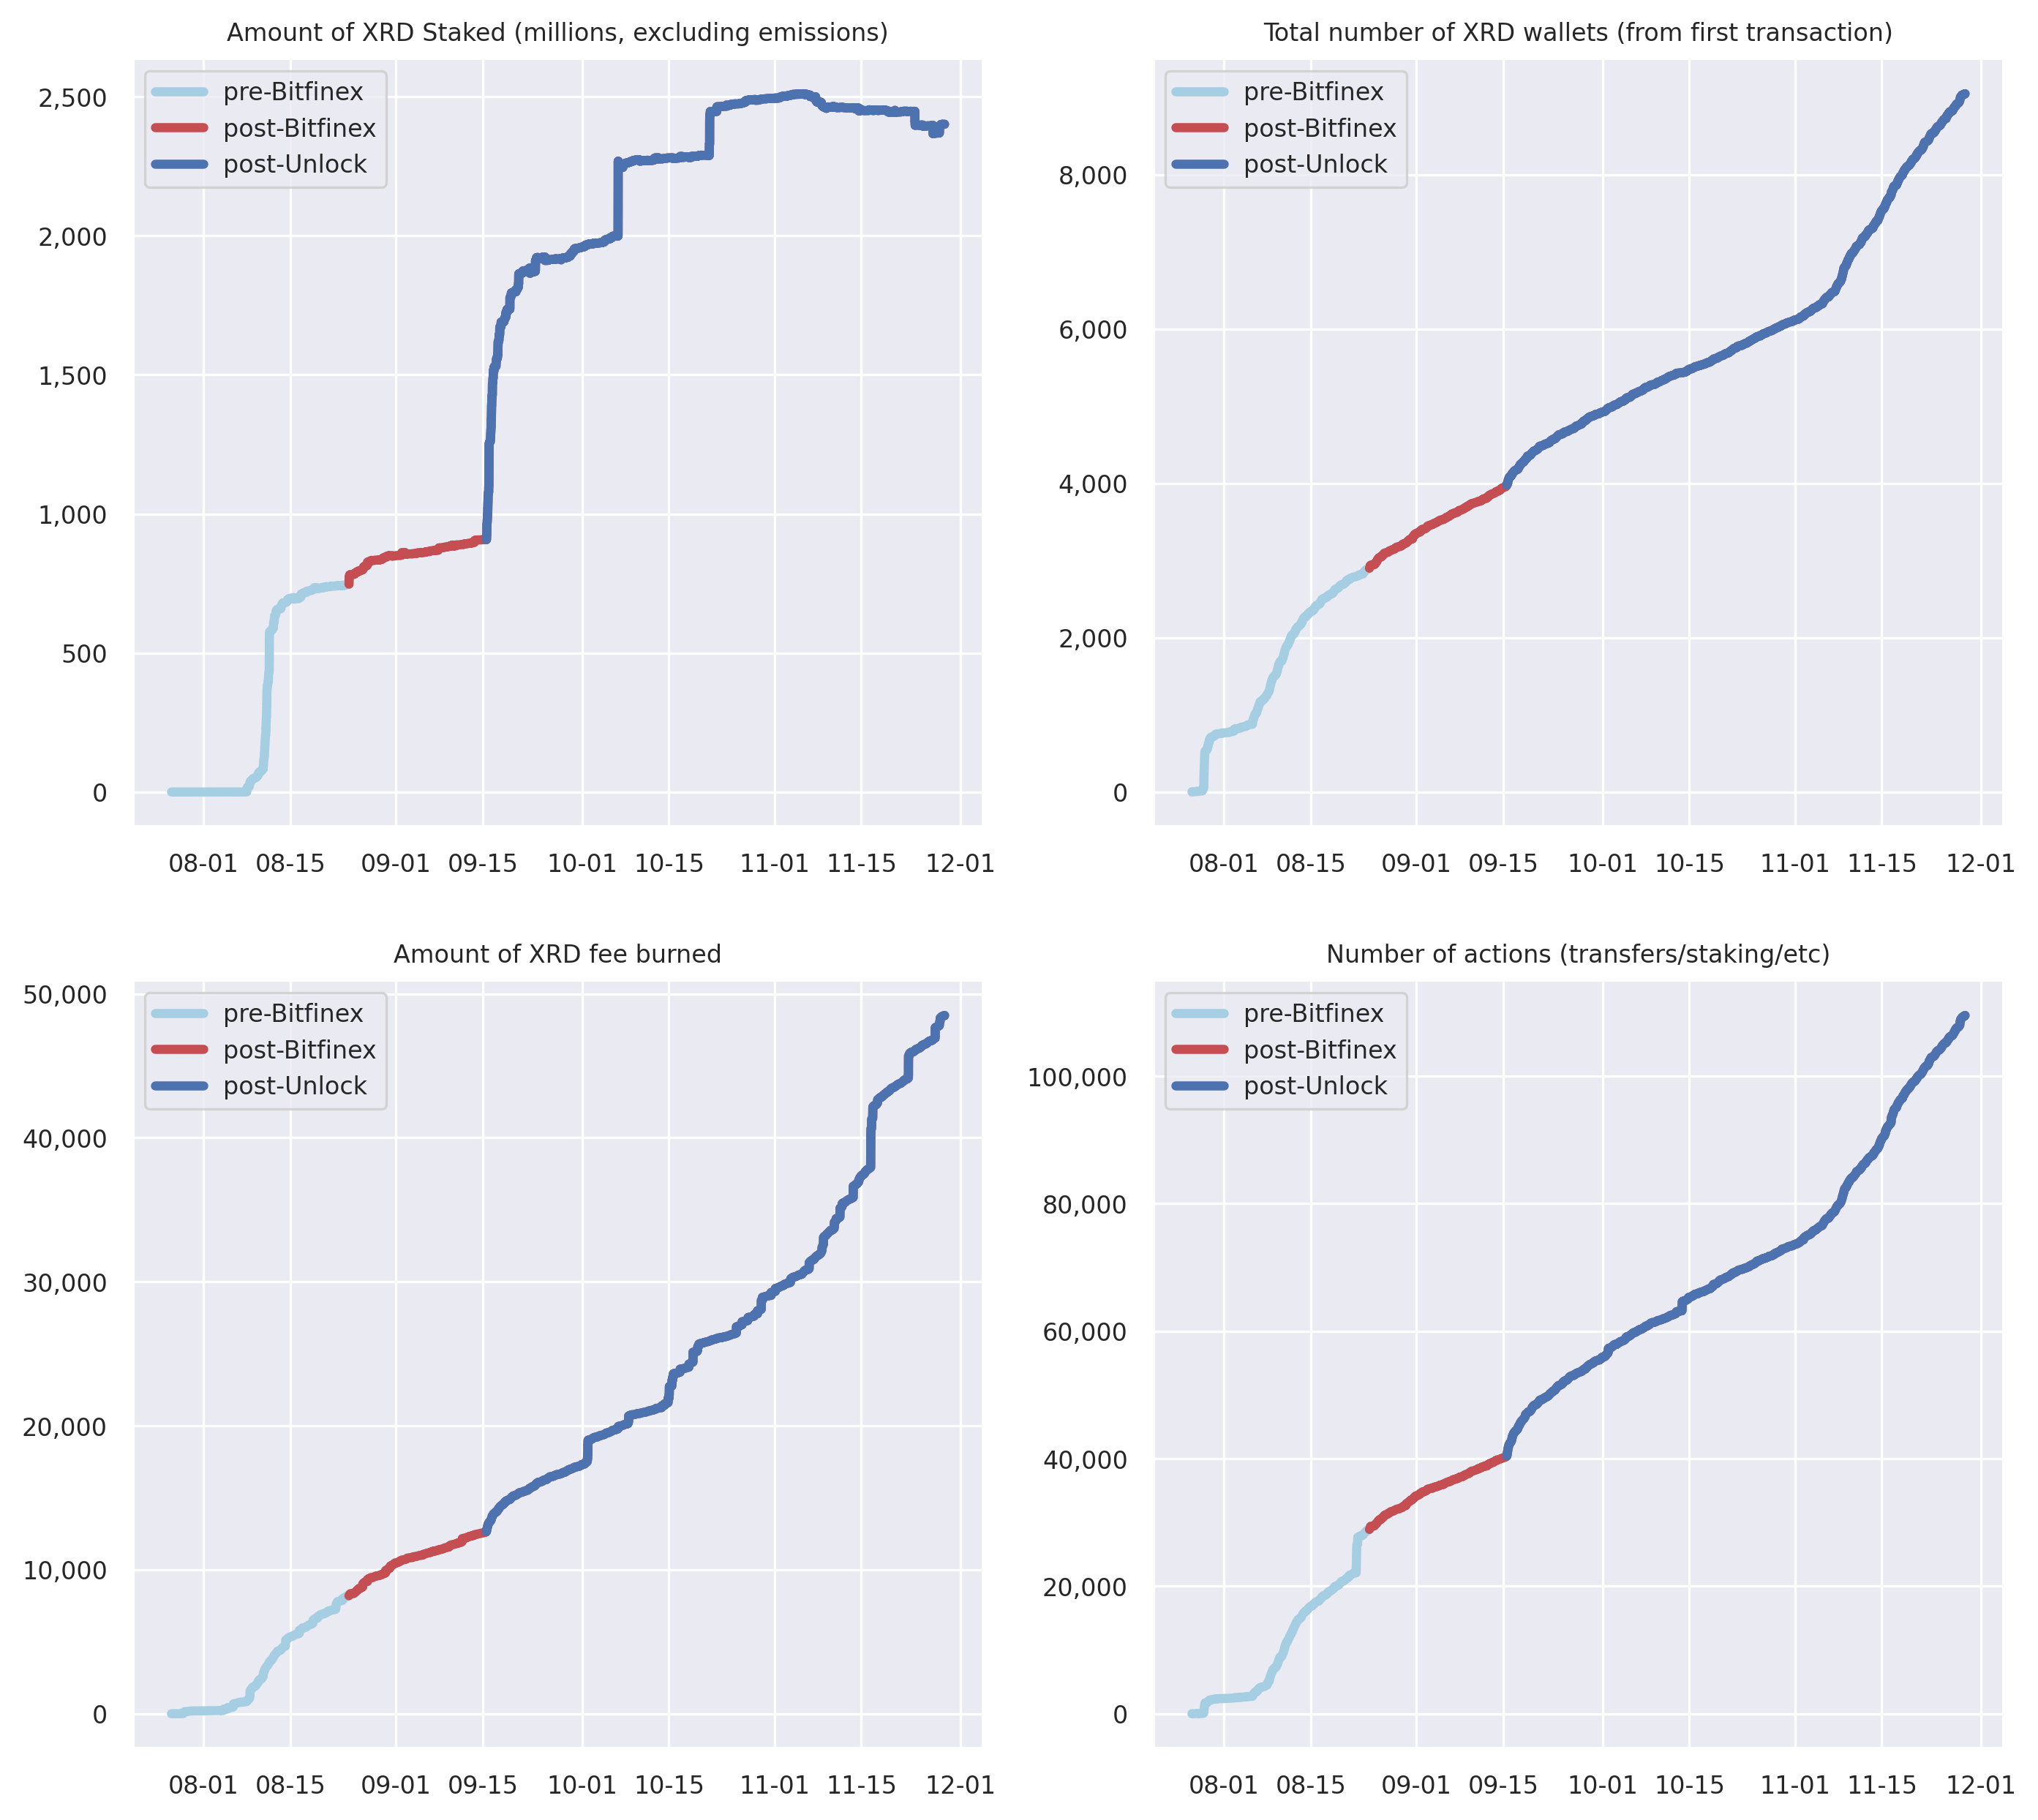 Amount of XRD Staked (millions, excluding emissions)
pre-Bitfinex
post-Bitfinex
post-Unlock
2,500
2,000
1,500
1,000
500
0
08-01 08-15 09-01 09-15 10-01 10-15 11-01 11-15 12-01
Total number of XRD wallets (from first transaction)
pre-Bitfinex
post-Bitfinex
post-Unlock
8,000
6,000
4,000
2,000
0
08-01 08-15 09-01 09-15 10-01 10-15 11-01 11-15 12-01
Amount of XRD fee burned
pre-Bitfinex
post-Bitfinex
post-Unlock
50,000
40,000
30,000
20,000
10,000
0
08-01 08-15 09-01 09-15 10-01 10-15 11-01 11-15 12-01
Number of actions (transfers/staking/etc)
pre-Bitfinex
post-Bitfinex
post-Unlock
100,000
80,000
60,000
40,000
20,000
0
08-01 08-15 09-01 09-15 10-01 10-15 11-01 11-15 12-01